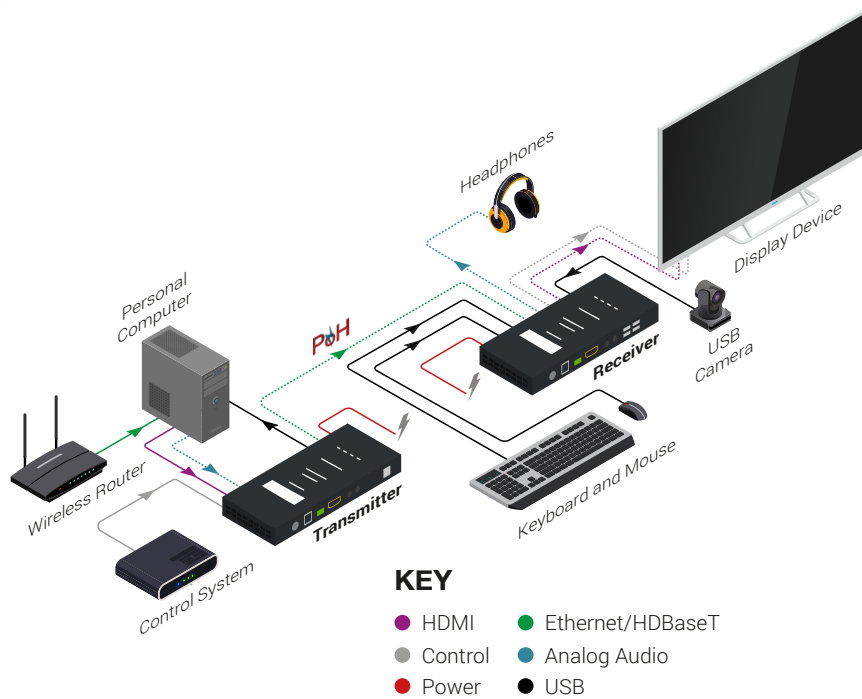 Headphones
Display Device
Personal
Computer
PoH
USB
Camera
Receiver
Wireless Router
Transmitter
Keyboard and Mouse
Control System
KEY
HDMI
Ethernet/HDBaseT
Control
Analog Audio
Power
USB